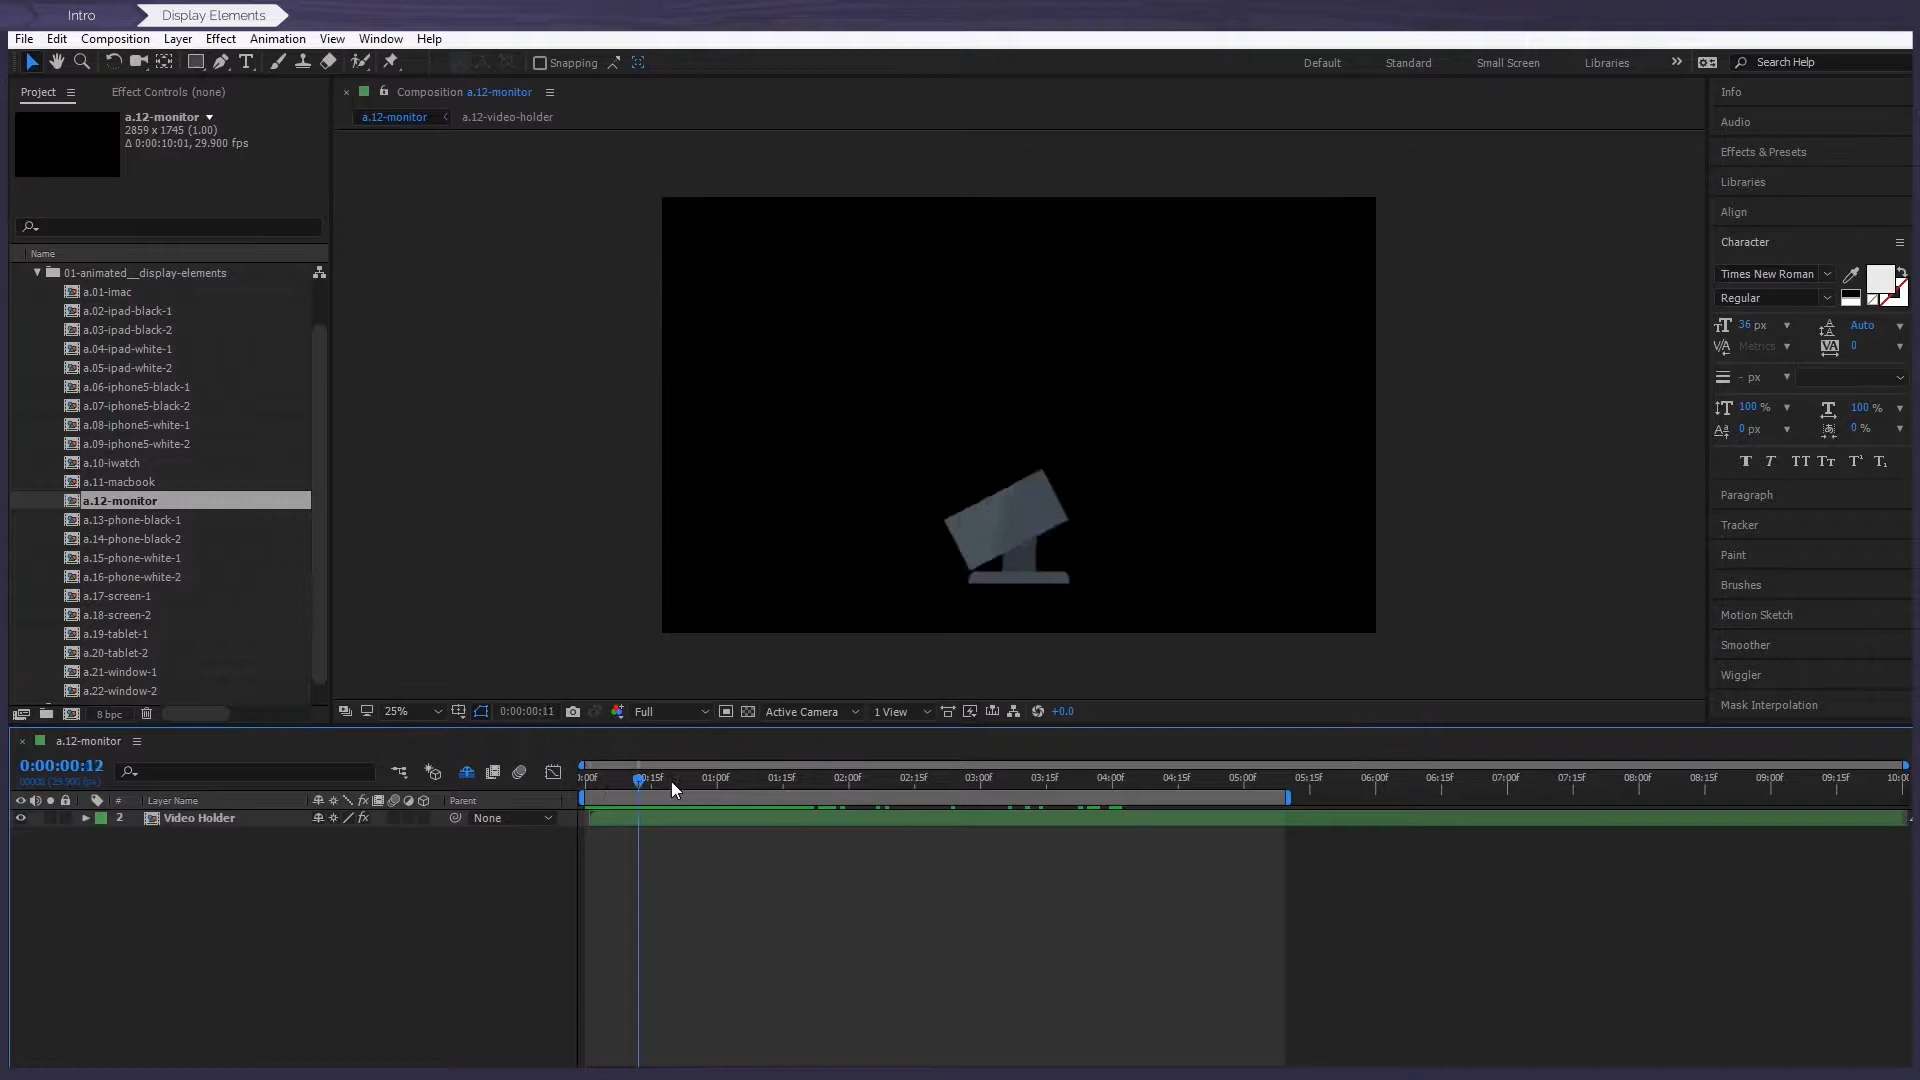 Intro
Display Elements
File Edit Composition Layer Effect Animation View Window Help
Snapping
Default Standard Small Screen Libraries
Search Help
Project
Effect Controls (none)
a.12-monitor
2859 x 1745 (1.00)
Δ 0:00:10:01, 29.900 fps
Name
01-animated__display-elements
a.01-imac
a.02-ipad-black-1
a.03-ipad-black-2
a.04-ipad-white-1
a.05-ipad-white-2
a.06-iphone5-black-1
a.07-iphone5-black-2
a.08-iphone5-white-1
a.09-iphone5-white-2
a.10-iwatch
a.11-macbook
a.12-monitor
a.13-phone-black-1
a.14-phone-black-2
a.15-phone-white-1
a.16-phone-white-2
a.17-screen-1
a.18-screen-2
a.19-tablet-1
a.20-tablet-2
a.21-window-1
a.22-window-2
8 bpc
Composition a.12-monitor
a.12-monitor a.12-video-holder
25% 0:00:00:11 Full Active Camera 1 View +0.0
Info
Audio
Effects & Presets
Libraries
Align
Character
Times New Roman
Regular
36 px Auto
Metrics 0
- px
100 % 100 %
0 px 0 %
Paragraph
Tracker
Paint
Brushes
Motion Sketch
Smoother
Wiggler
Mask Interpolation
a.12-monitor
0:00:00:12
# Layer Name Parent
2 Video Holder None
:00f 00:15f 01:00f 01:15f 02:00f 02:15f 03:00f 03:15f 04:00f 04:15f 05:00f 05:15f 06:00f 06:15f 07:00f 07:15f 08:00f 08:15f 09:00f 09:15f 10:00